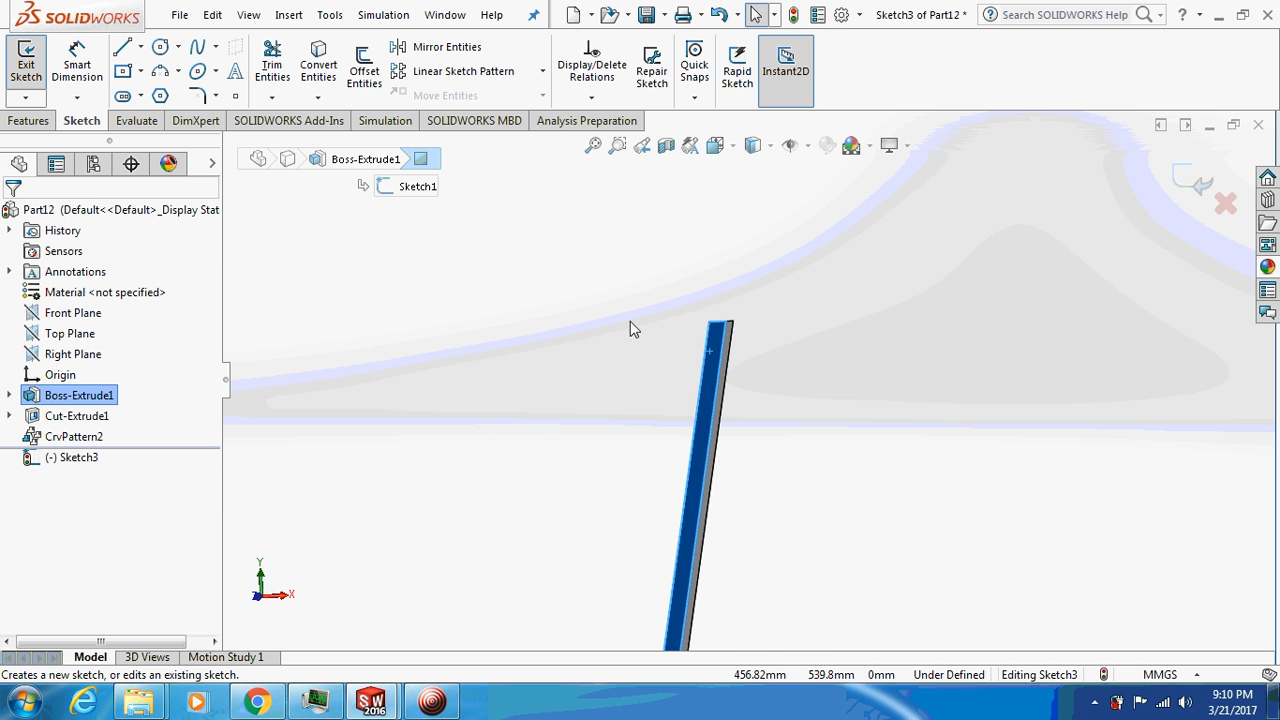 SOLIDWORKS File Edit View Insert Tools Simulation Window Help Sketch3 of Part12 * Search SOLIDWORKS Help ?
Exit Sketch Smart Dimension Trim Entities Convert Entities Offset Entities Mirror Entities Linear Sketch Pattern Move Entities Display/Delete Relations Repair Sketch Quick Snaps Rapid Sketch Instant2D
Features Sketch Evaluate DimXpert SOLIDWORKS Add-Ins Simulation SOLIDWORKS MBD Analysis Preparation
Boss-Extrude1
Sketch1
Part12 (Default<<Default>_Display Stat
History
Sensors
Annotations
Material <not specified>
Front Plane
Top Plane
Right Plane
Origin
Boss-Extrude1
Cut-Extrude1
CrvPattern2
(-) Sketch3
Y
X
Model 3D Views Motion Study 1
Creates a new sketch, or edits an existing sketch. 456.82mm 539.8mm 0mm Under Defined Editing Sketch3 MMGS
SW 2016
9:10 PM
3/21/2017